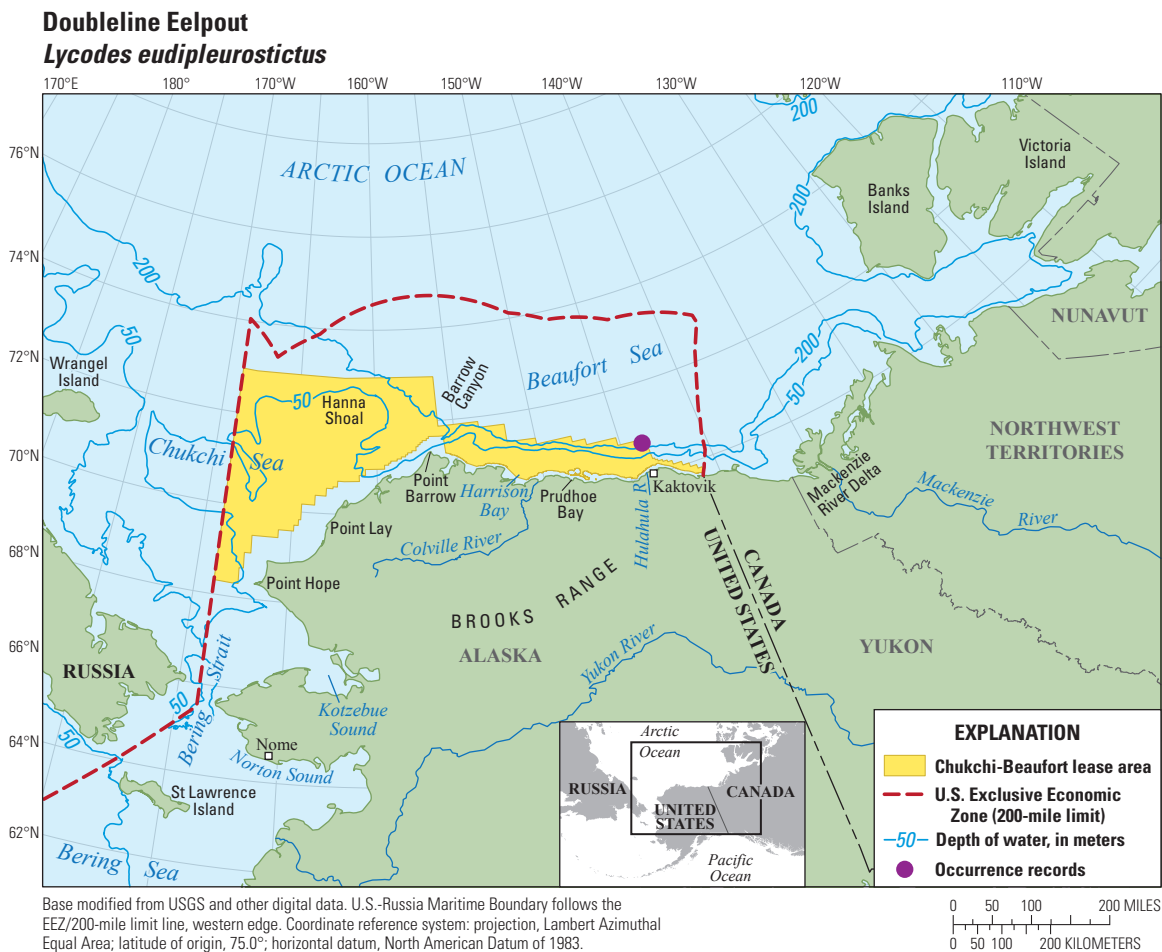 Doubleline Eelpout
Lycodes eudipleurostictus
170°E
180°
170°W
160°W
150°W
140°W
130°W
120°W
110°W
76°N
74°N
72°N
70°N
68°N
66°N
64°N
62°N
200
Victoria
Island
Banks
Island
ARCTIC OCEAN
200
200
NUNAVUT
50
Wrangel
Island
Beaufort Sea
Barrow
Canyon
200
50
Hanna
Shoal
50
Chukchi Sea
NORTHWEST
TERRITORIES
Point
Barrow
Harrison
Bay
Prudhoe
Bay
Hulahula R
Kaktovik
Mackenzie
River Delta
Mackenzie River
Point Lay
Colville River
Point Hope
BROOKS RANGE
CANADA
UNITED STATES
ALASKA
YUKON
Yukon River
RUSSIA
Bering Strait
50
50
Kotzebue
Sound
Nome
Norton Sound
St Lawrence
Island
Bering Sea
Arctic
Ocean
RUSSIA
CANADA
UNITED
STATES
Pacific
Ocean
EXPLANATION
Chukchi-Beaufort lease area
U.S. Exclusive Economic
Zone (200-mile limit)
50 Depth of water, in meters
Occurrence records
Base modified from USGS and other digital data. U.S.-Russia Maritime Boundary follows the
EEZ/200-mile limit line, western edge. Coordinate reference system: projection, Lambert Azimuthal
Equal Area; latitude of origin, 75.0°; horizontal datum, North American Datum of 1983.
0 50 100 200 MILES
0 50 100 200 KILOMETERS